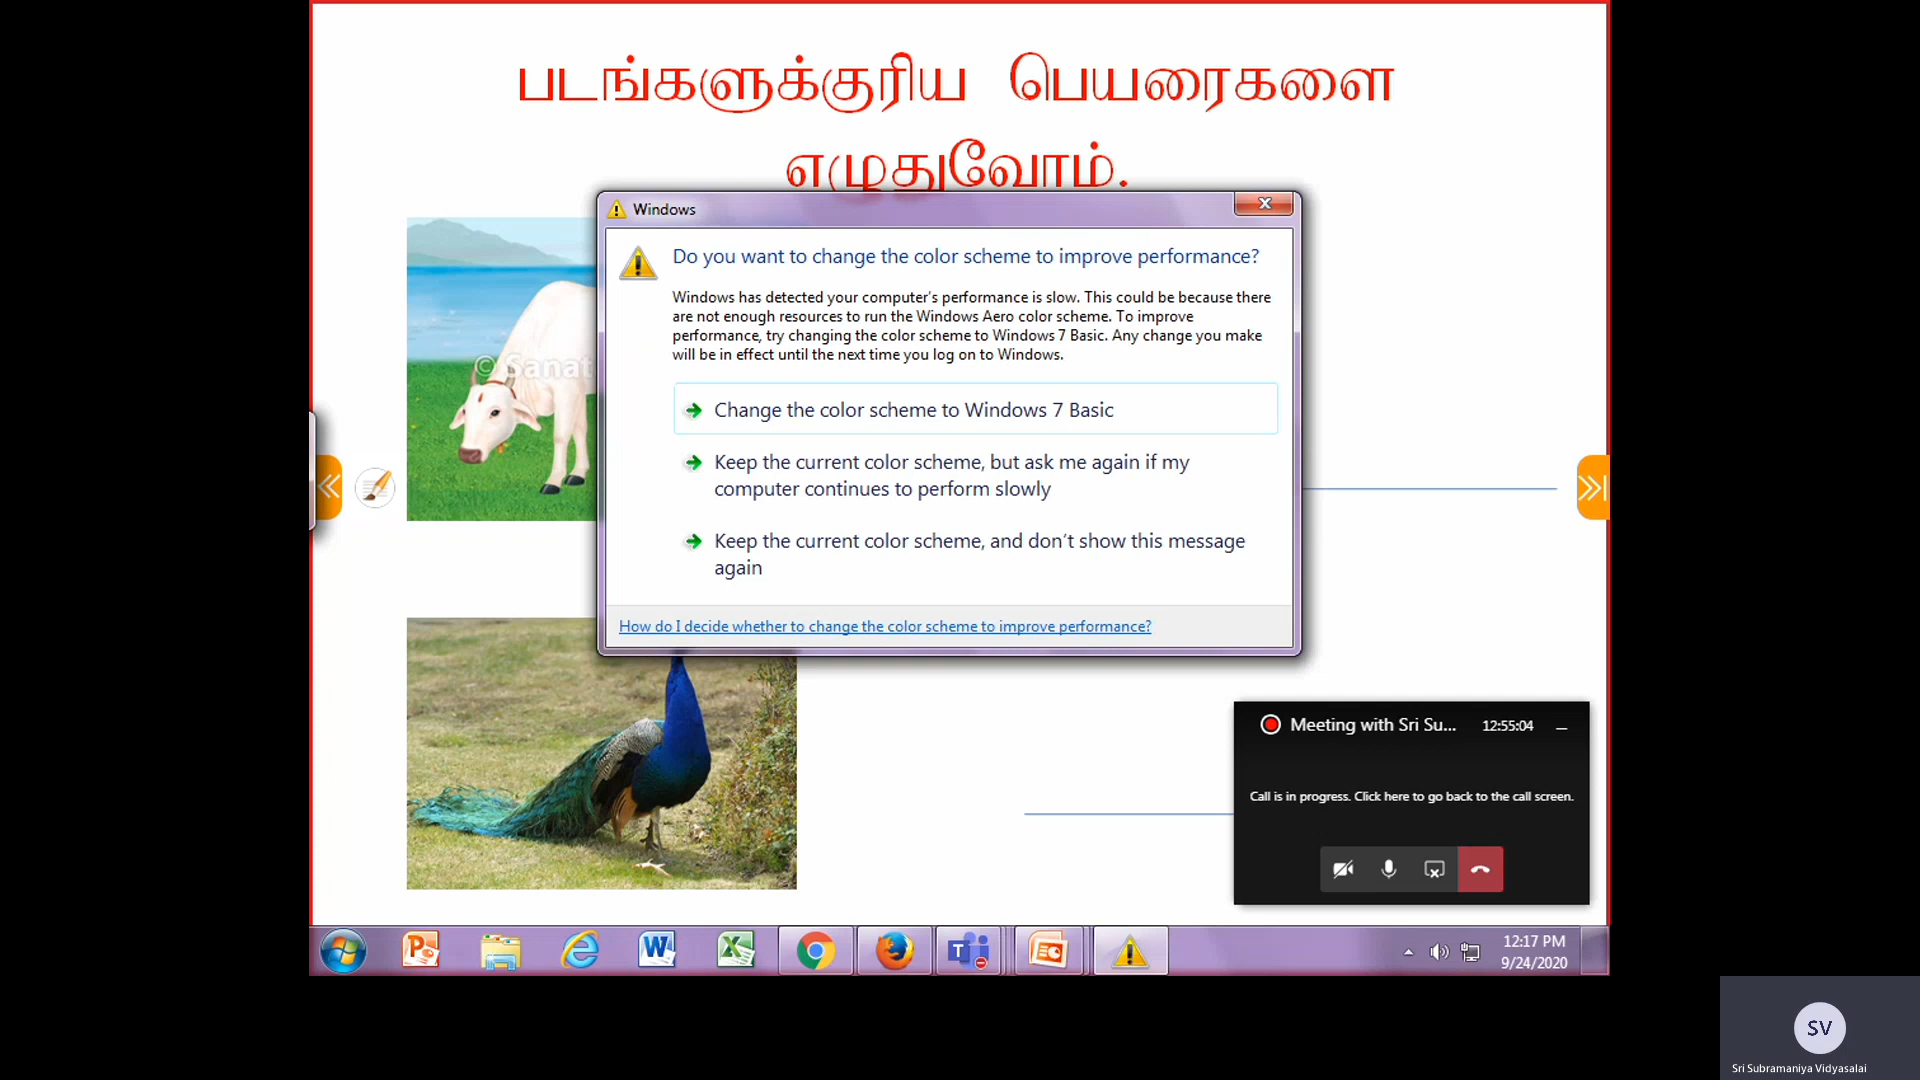 படங்களுக்குரிய பெயரைகளை
எழுதுவோம்.
Windows
Do you want to change the color scheme to improve performance?
Windows has detected your computer's performance is slow. This could be because there
are not enough resources to run the Windows Aero color scheme. To improve
performance, try changing the color scheme to Windows 7 Basic. Any change you make
will be in effect until the next time you log on to Windows.
© Sanat
Change the color scheme to Windows 7 Basic
Keep the current color scheme, but ask me again if my
computer continues to perform slowly
Keep the current color scheme, and don't show this message
again
How do I decide whether to change the color scheme to improve performance?
Meeting with Sri Su... 12:55:04
Call is in progress. Click here to go back to the call screen.
12:17 PM
9/24/2020
SV
Sri Subramaniya Vidyasalai